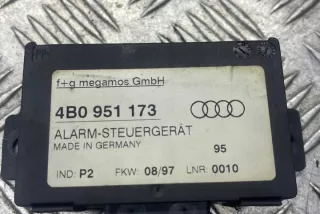 f+g megamos GmbH
4B0 951 173
ALARM-STEUERGERÄT
MADE IN GERMANY 95
IND: P2 FKW: 08/97 LNR: 0010